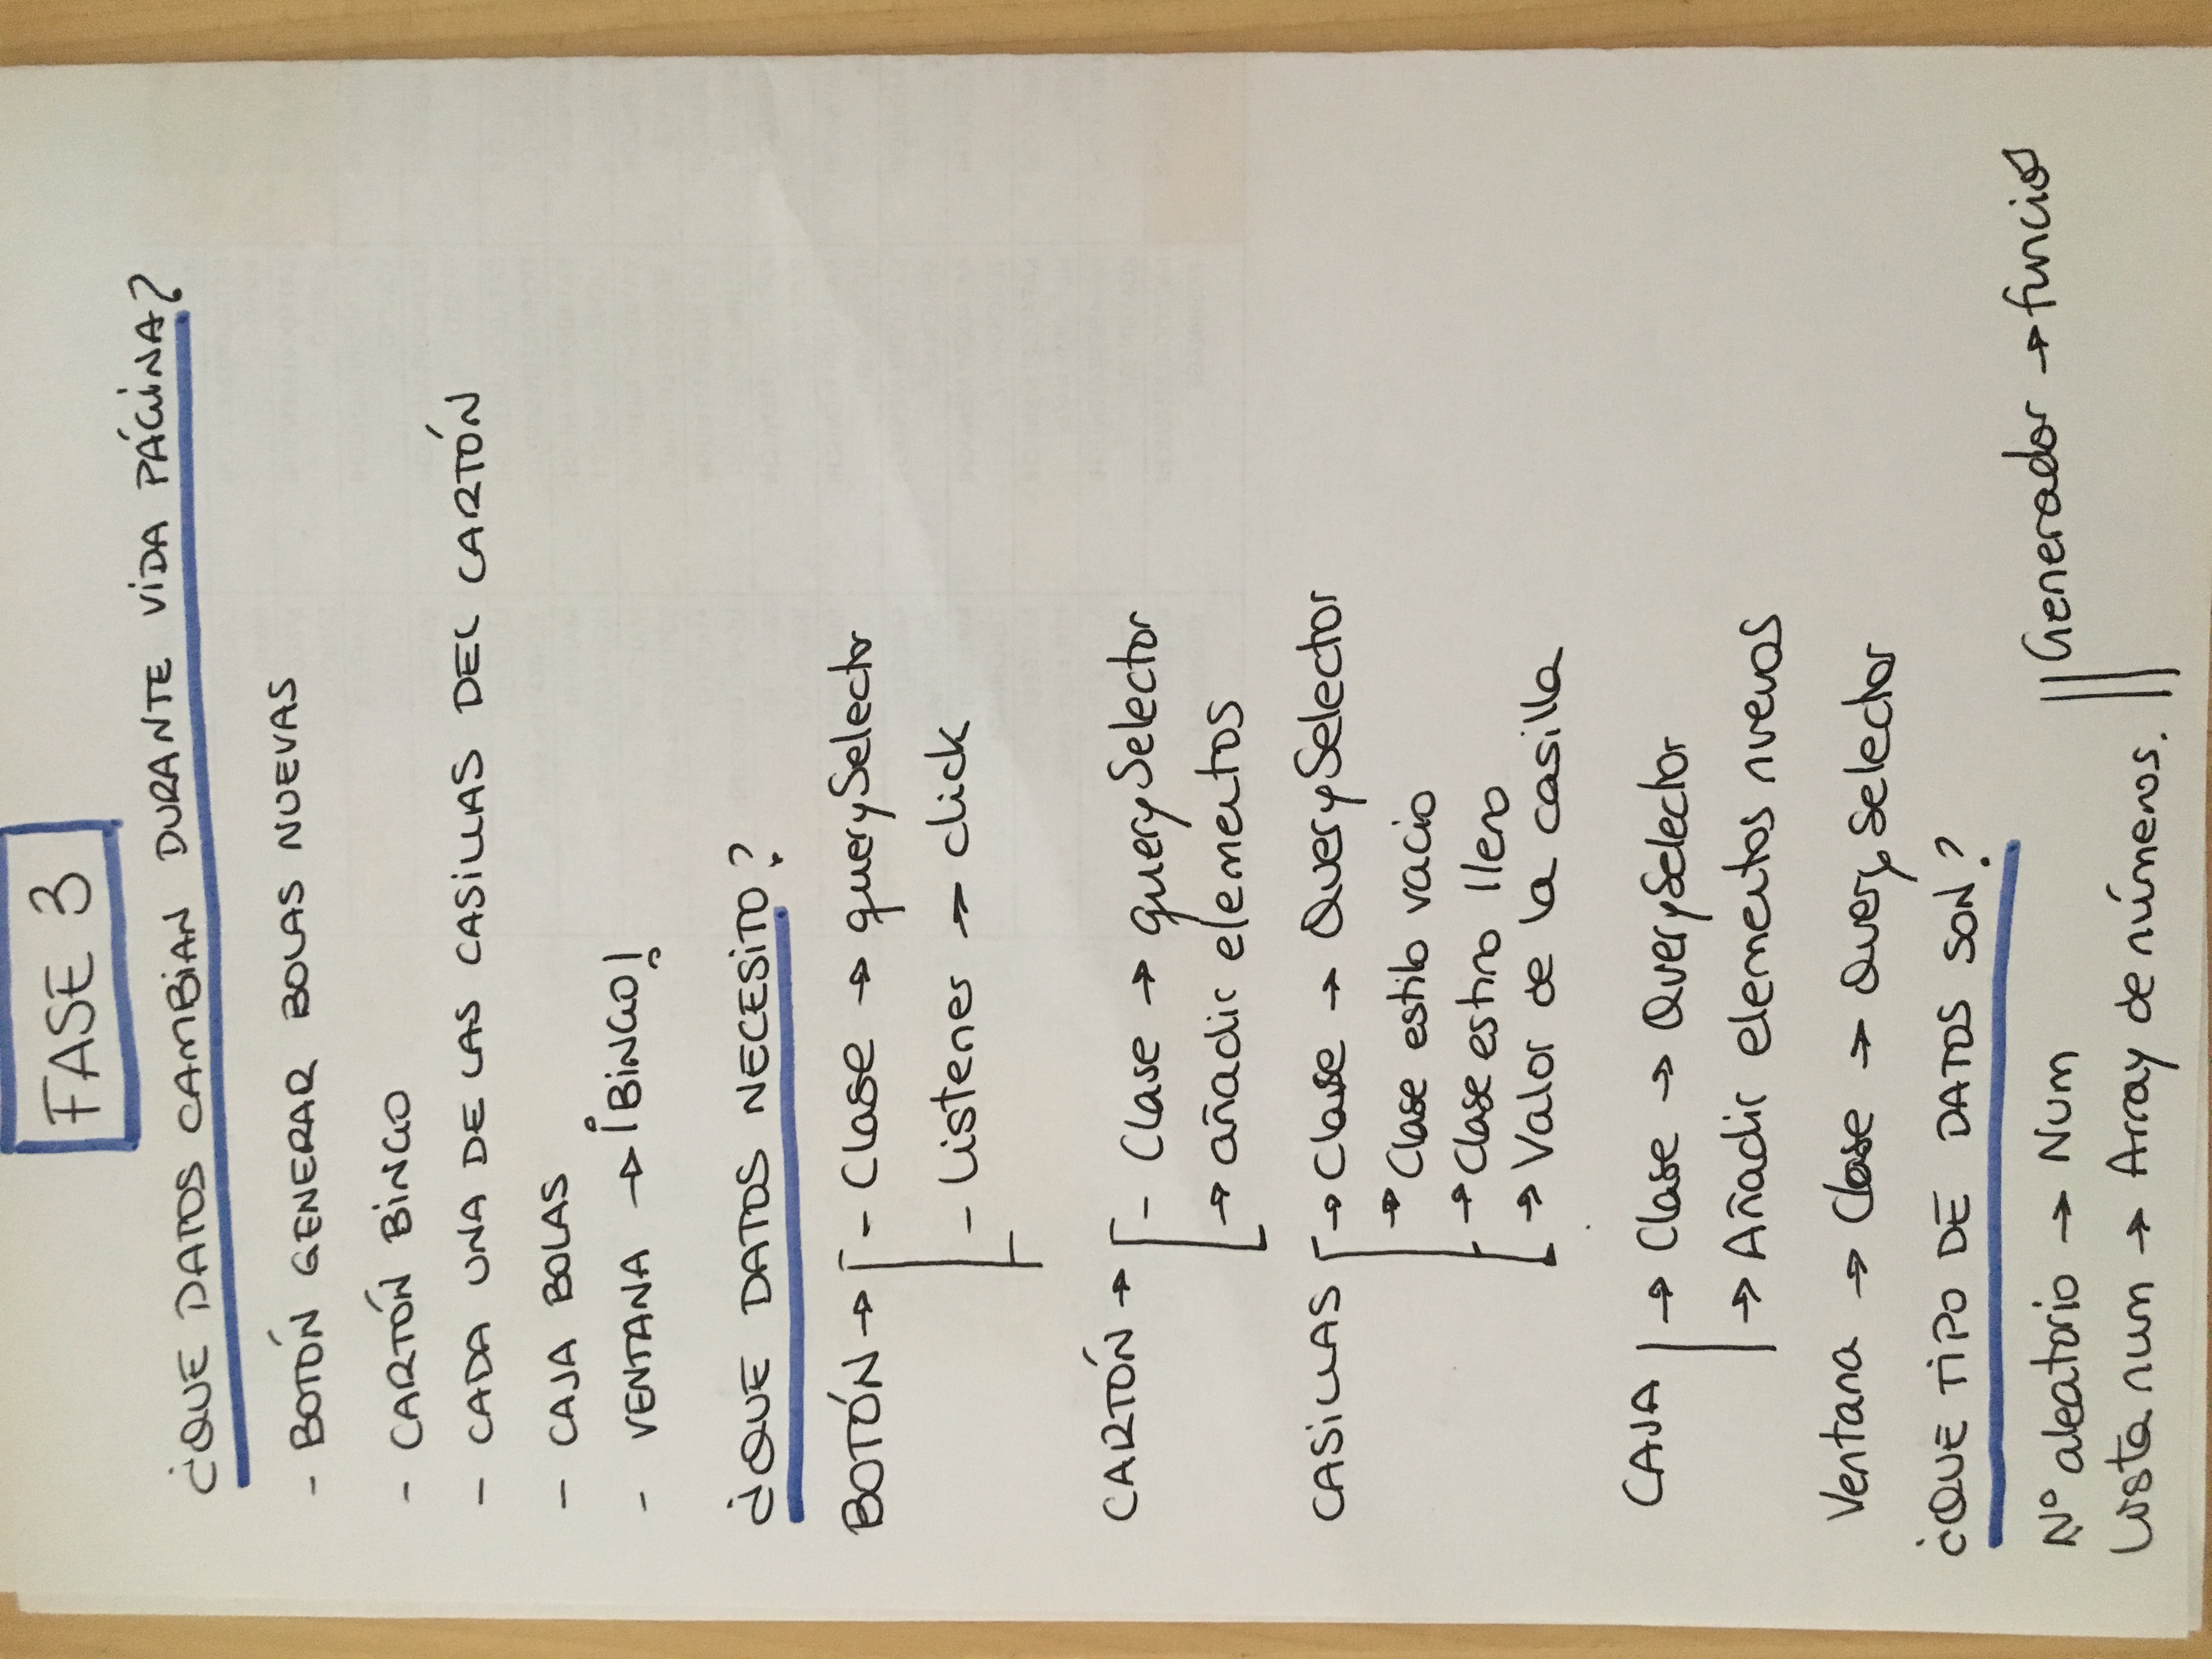 FASE 3
¿QUE DATOS CAMBIAN DURANTE VIDA PÁGINA?
- BOTÓN GENERAR BOLAS NUEVAS
- CARTÓN BINGO
- CADA UNA DE LAS CASILLAS DEL CARTÓN
- CAJA BOLAS
- VENTANA → ¡BINGO!
¿QUE DATOS NECESITO?
BOTÓN → - Clase → querySelector
- Listener → click
CARTÓN → - Clase → querySelector
→ añadir elementos
CASILLAS → Clase → QuerySelector
→ Clase estilo vacio
→ Clase estilo lleno
→ Valor de la casilla
CAJA → Clase → QuerySelector
→ Añadir elementos nuevos
Ventana → Clase → Query Selector
¿QUE TIPO DE DATOS SON?
Nº aleatorio → Num
Lista num → Array de números.
Generador → función